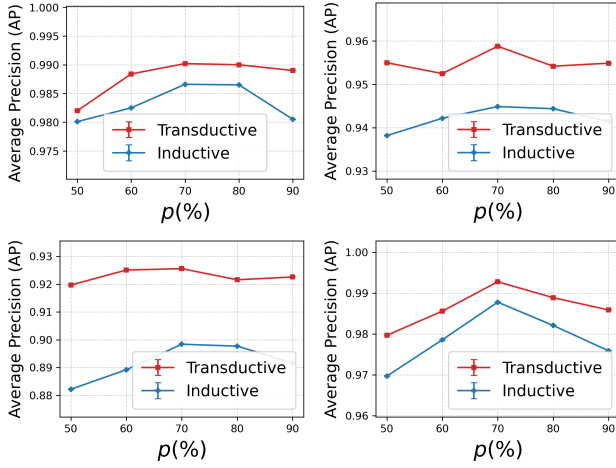 Average Precision (AP)
1.000
0.995
0.990
0.985
0.980
0.975
Transductive
Inductive
50 60 70 80 90
p(%)
Average Precision (AP)
0.96
0.95
0.94
0.93
Transductive
Inductive
50 60 70 80 90
p(%)
Average Precision (AP)
0.93
0.92
0.91
0.90
0.89
0.88
Transductive
Inductive
50 60 70 80 90
p(%)
Average Precision (AP)
1.00
0.99
0.98
0.97
0.96
Transductive
Inductive
50 60 70 80 90
p(%)